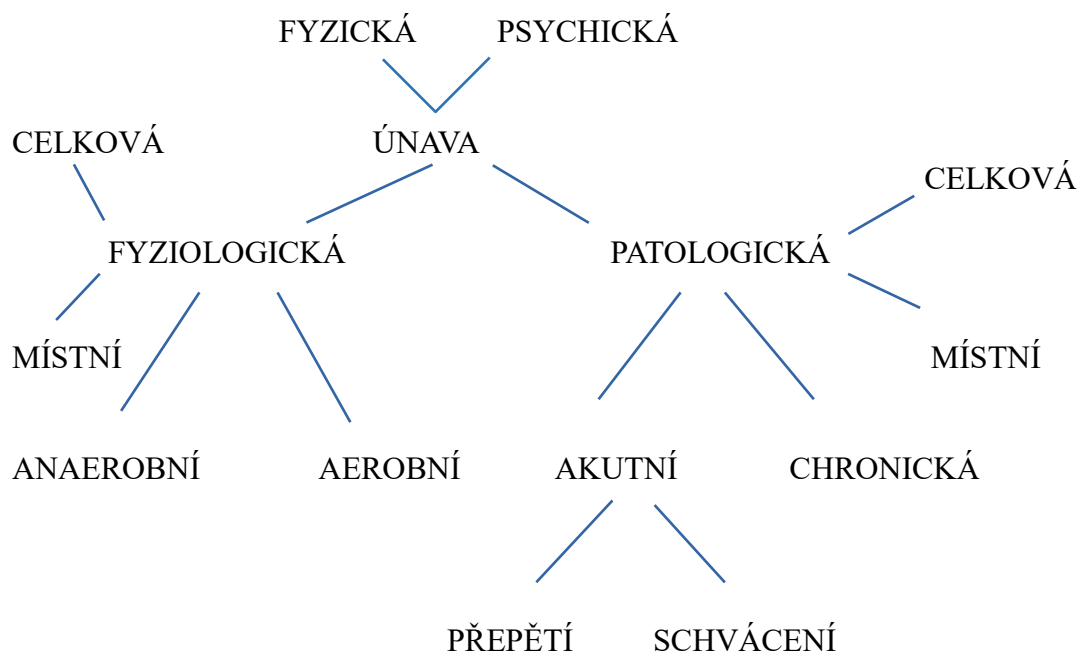 FYZICKÁ PSYCHICKÁ
CELKOVÁ ÚNAVA
CELKOVÁ
FYZIOLOGICKÁ PATOLOGICKÁ
MÍSTNÍ MÍSTNÍ
ANAEROBNÍ AEROBNÍ AKUTNÍ CHRONICKÁ
PŘEPĚTÍ SCHVÁCENÍ